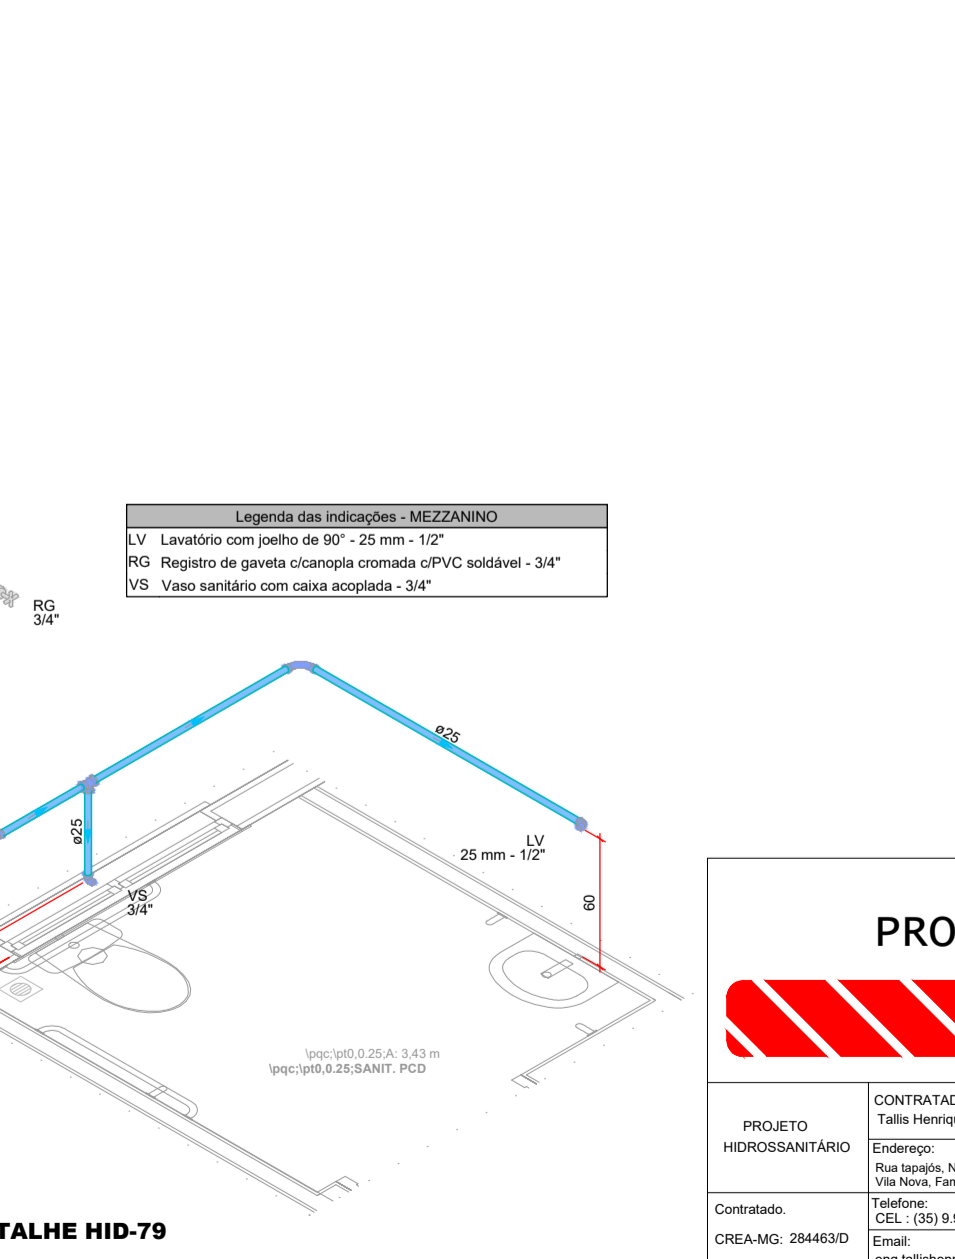 Legenda das indicações - MEZZANINO
LV Lavatório com joelho de 90° - 25 mm - 1/2"
RG Registro de gaveta c/canopla cromada c/PVC soldável - 3/4"
VS Vaso sanitário com caixa acoplada - 3/4"
RG
3/4"
ø25
ø25
LV
25 mm - 1/2"
VS
3/4"
60
\pqc;\pt0,0.25;A: 3,43 m
\pqc;\pt0,0.25;SANIT. PCD
TALHE HID-79
PRO
PROJETO
HIDROSSANITÁRIO
CONTRATAD
Tallis Henriq
Endereço:
Rua tapajós, N
Vila Nova, Fam
Contratado.
CREA-MG: 284463/D
Telefone:
CEL : (35) 9.9
Email: